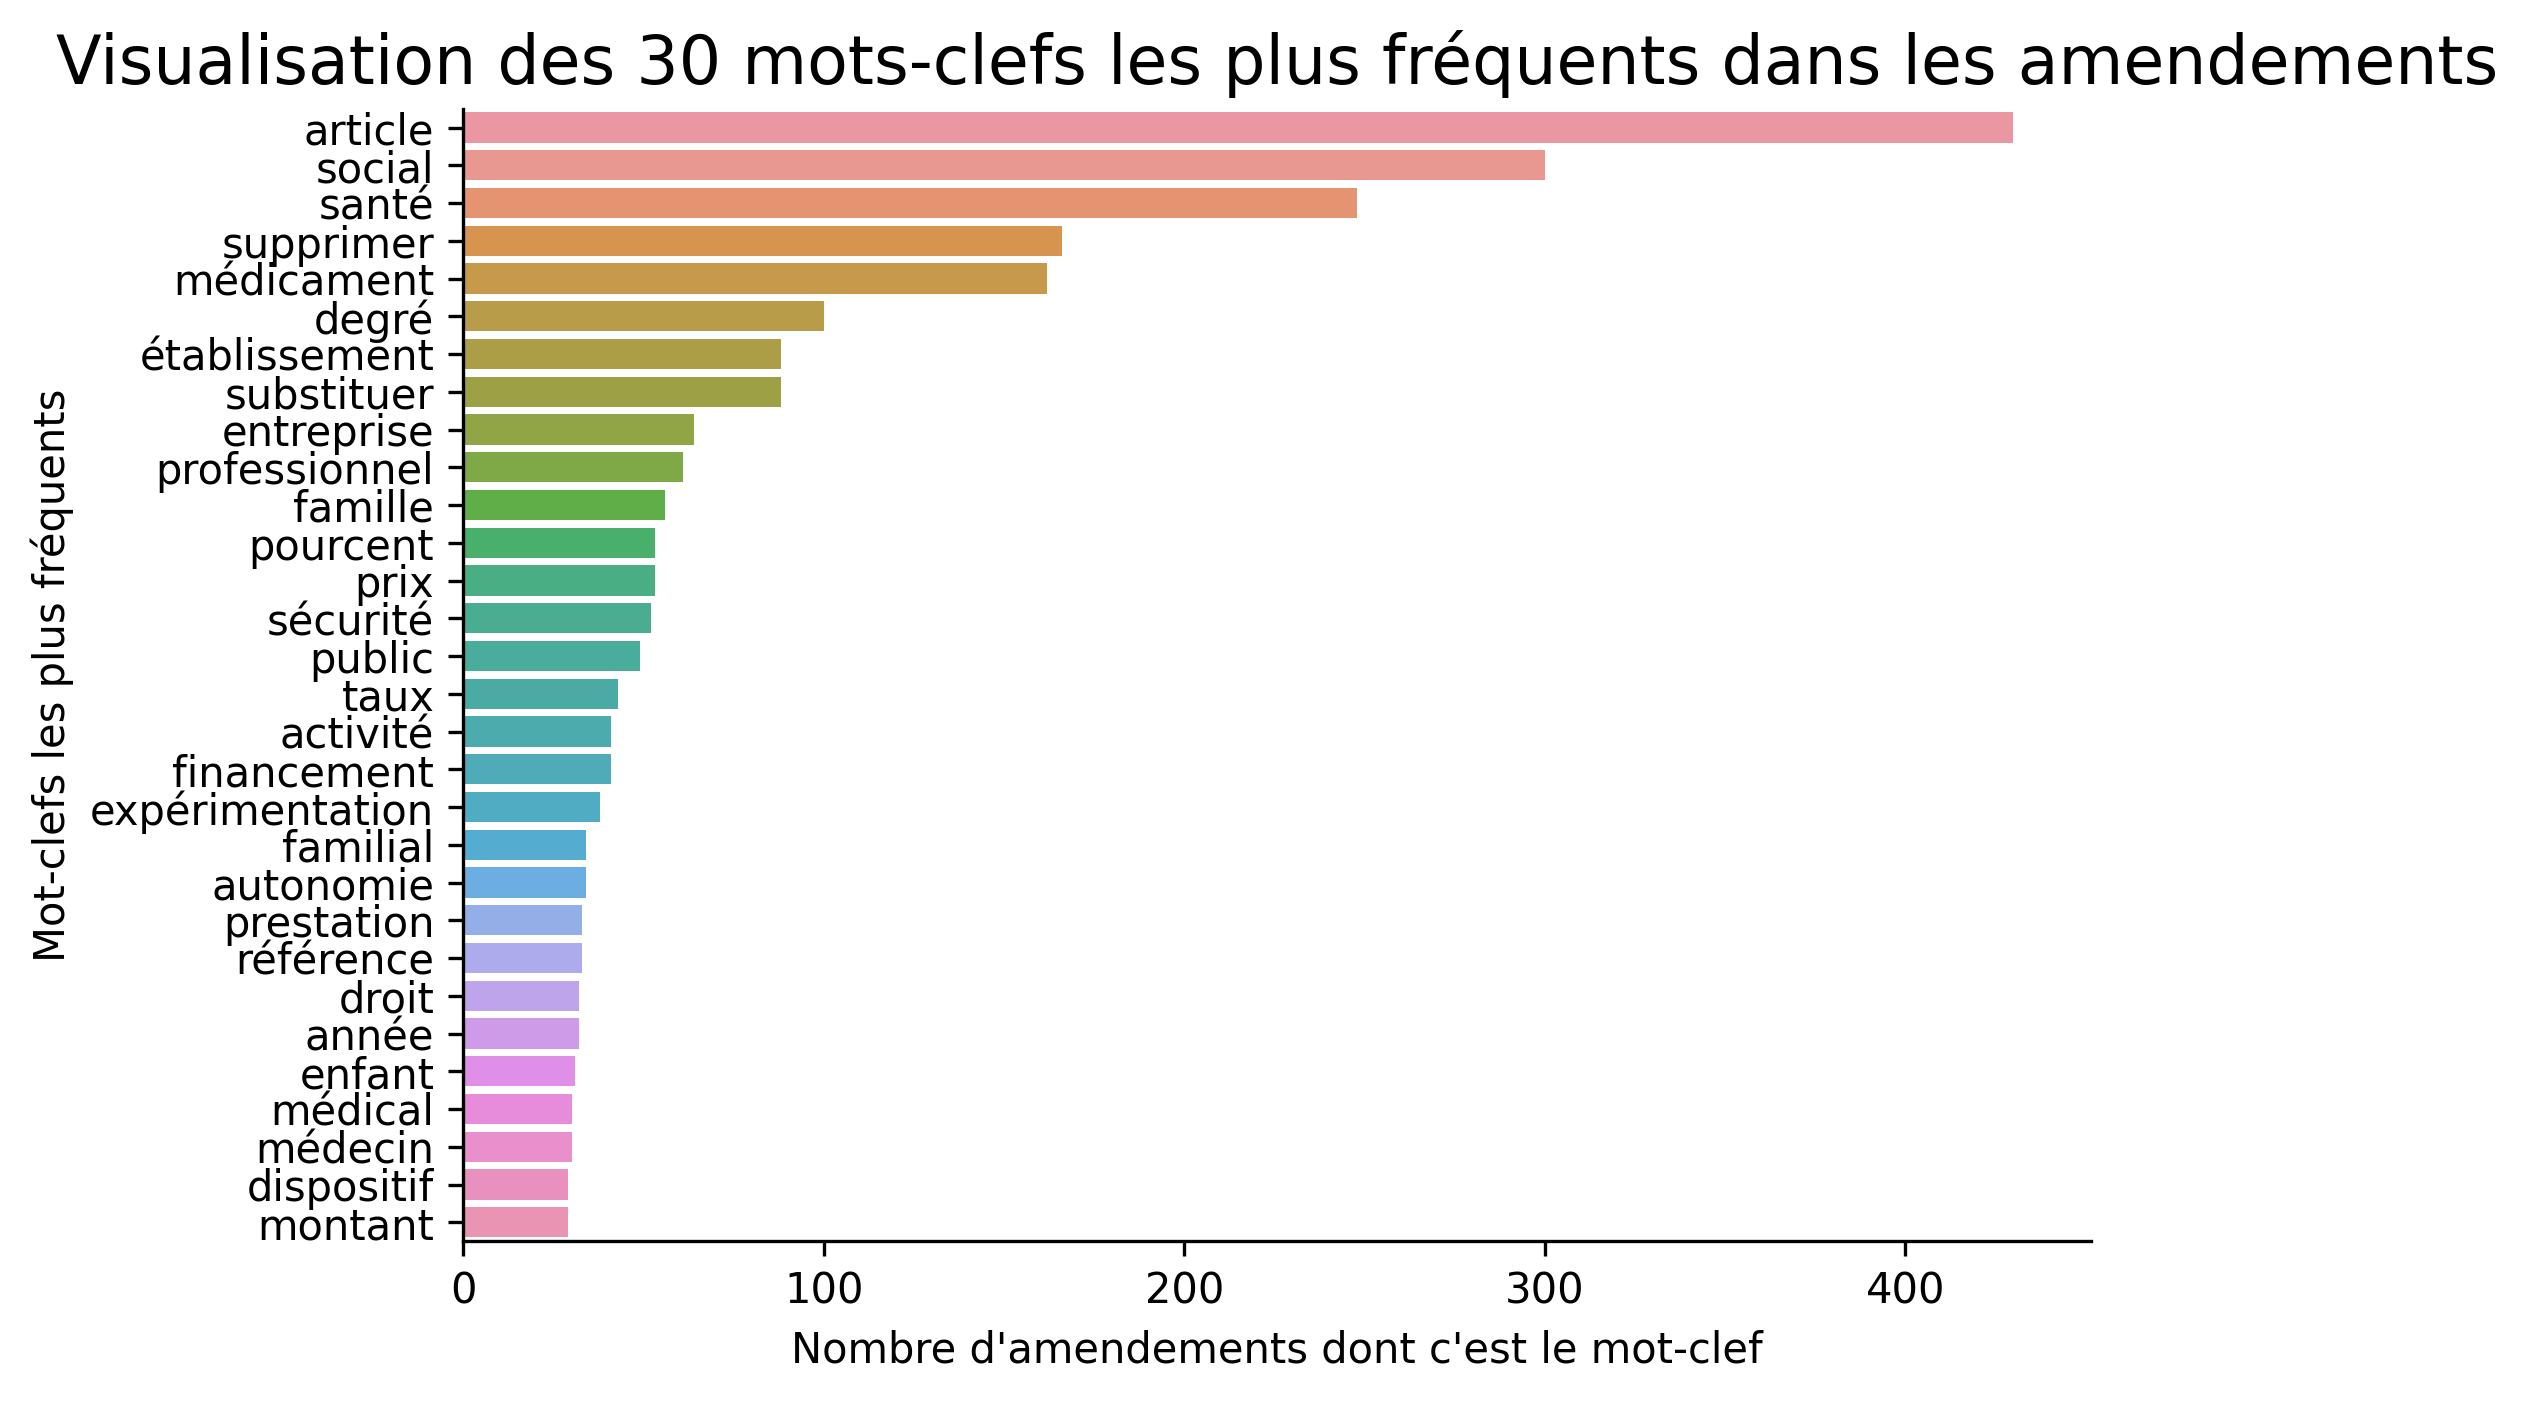 Visualisation des 30 mots-clefs les plus fréquents dans les amendements
Mot-clefs les plus fréquents
article
social
santé
supprimer
médicament
degré
établissement
substituer
entreprise
professionnel
famille
pourcent
prix
sécurité
public
taux
activité
financement
expérimentation
familial
autonomie
prestation
référence
droit
année
enfant
médical
médecin
dispositif
montant
0 100 200 300 400
Nombre d'amendements dont c'est le mot-clef